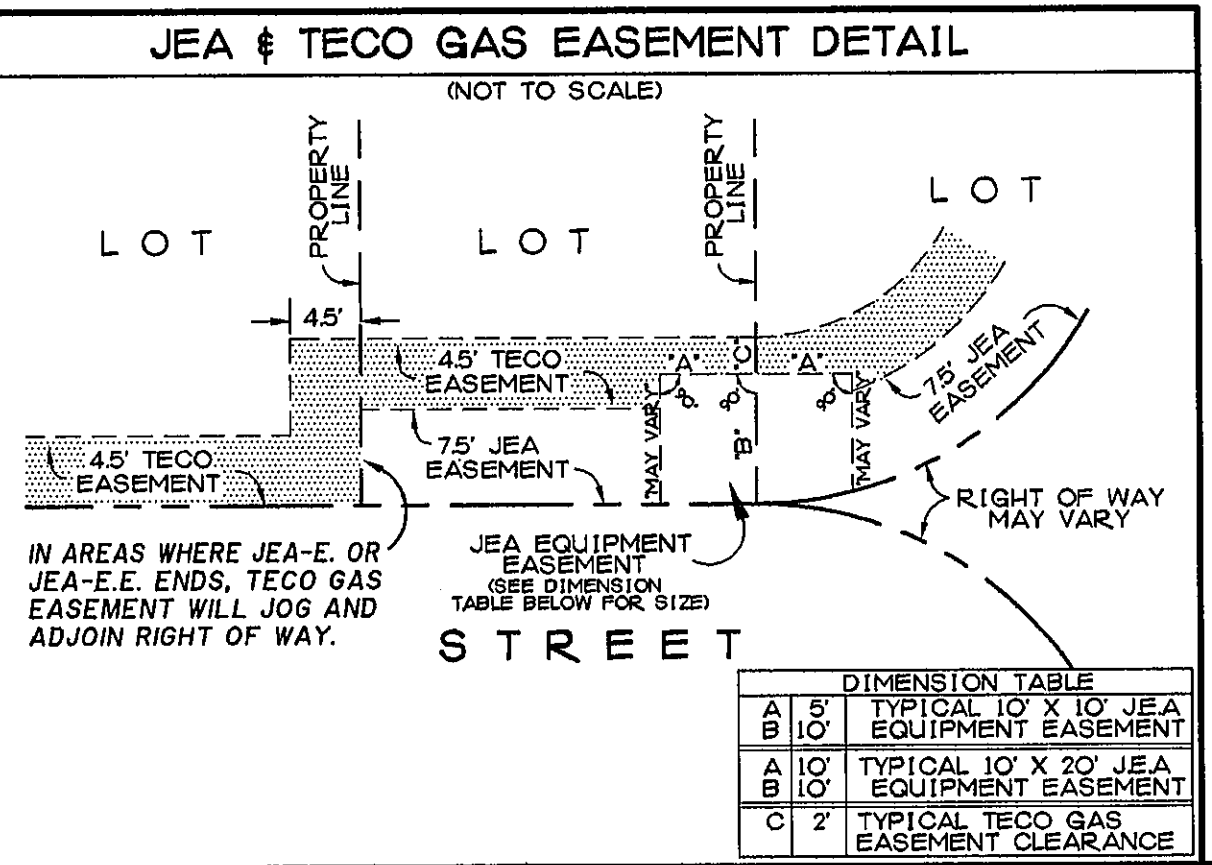 JEA & TECO GAS EASEMENT DETAIL
(NOT TO SCALE)
PROPERTY
LINE
PROPERTY
LINE
LOT
LOT
LOT
4.5'
4.5' TECO
EASEMENT
"A"
"C"
"A"
90°
90°
90°
7.5' JEA
EASEMENT
4.5' TECO
EASEMENT
7.5' JEA
EASEMENT
"MAY VARY"
"B"
"MAY VARY"
RIGHT OF WAY
MAY VARY
IN AREAS WHERE JEA-E. OR
JEA-E.E. ENDS, TECO GAS
EASEMENT WILL JOG AND
ADJOIN RIGHT OF WAY.
JEA EQUIPMENT
EASEMENT
(SEE DIMENSION
TABLE BELOW FOR SIZE)
STREET
DIMENSION TABLE
A 5' TYPICAL 10' X 10' J.E.A
B 10' EQUIPMENT EASEMENT
A 10' TYPICAL 10' X 20' J.E.A
B 10' EQUIPMENT EASEMENT
C 2' TYPICAL TECO GAS
EASEMENT CLEARANCE